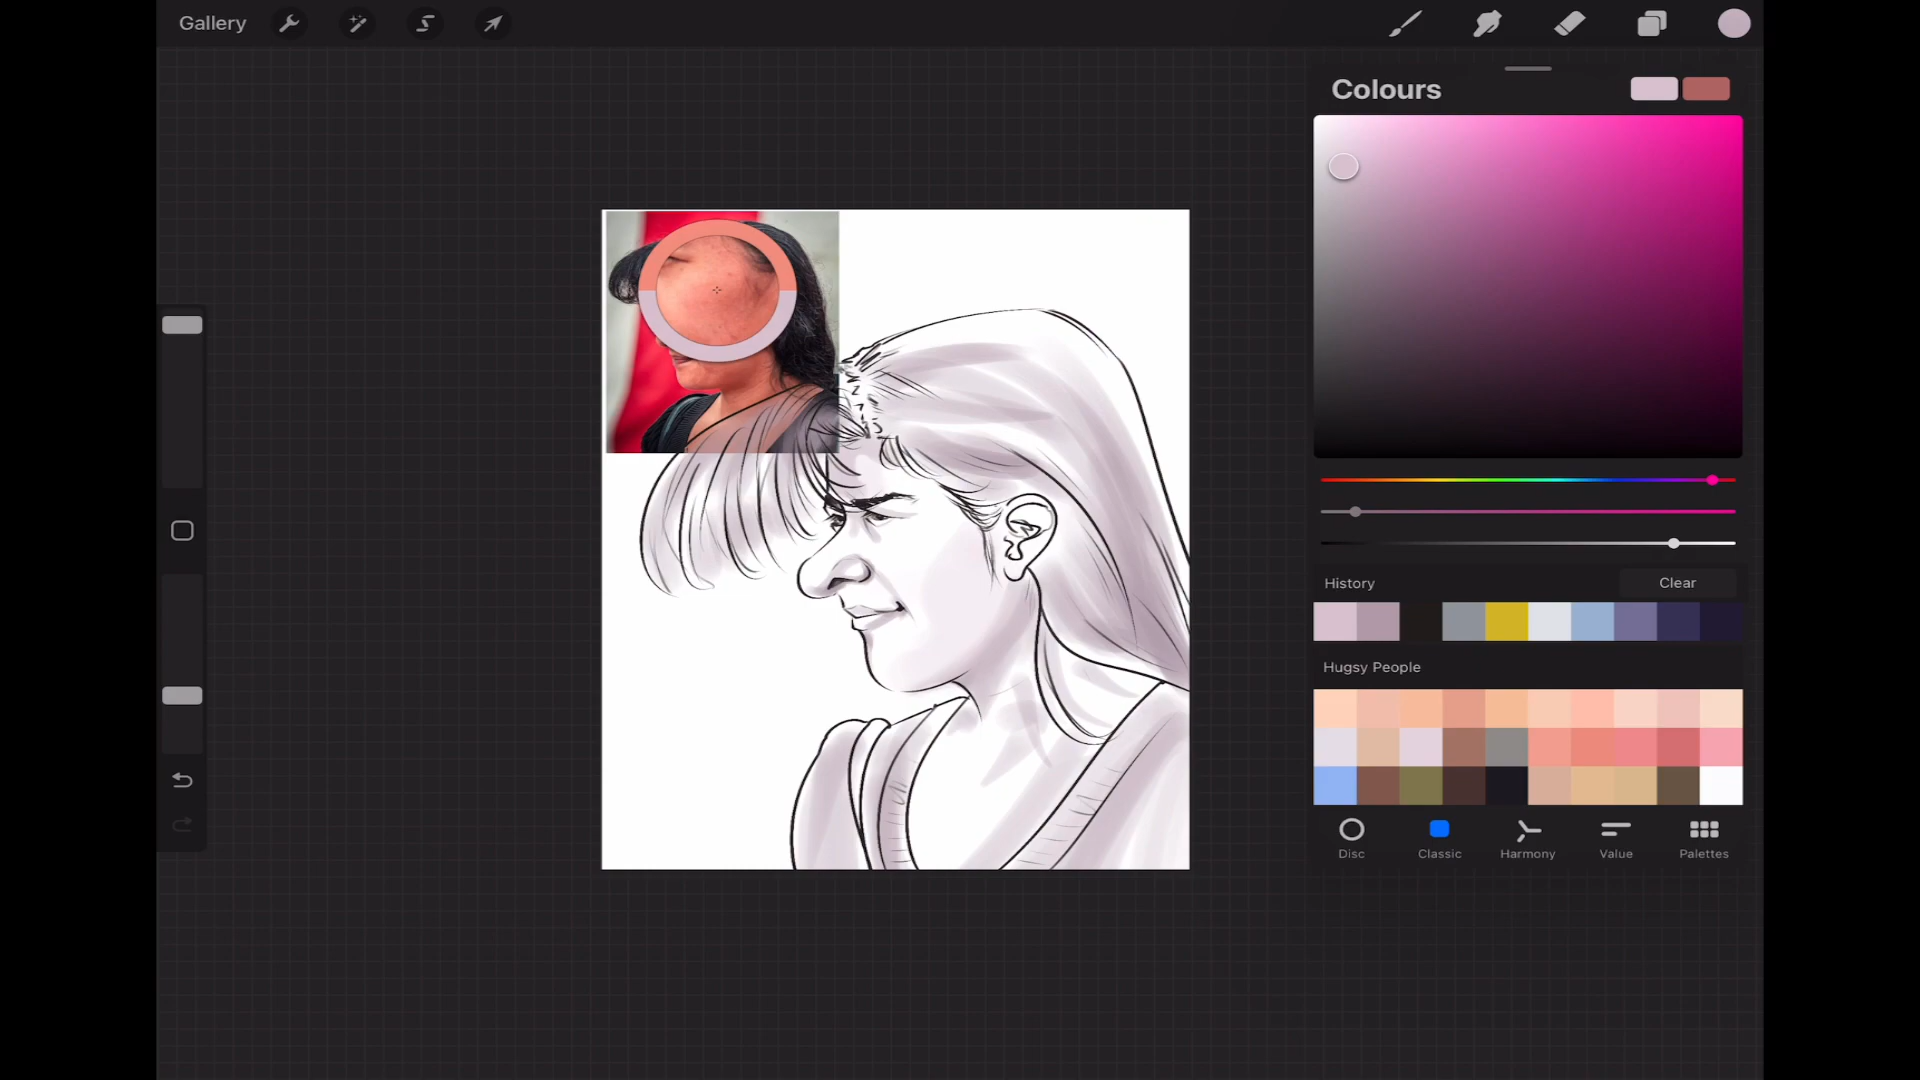 Gallery
Colours
History
Clear
Hugsy People
Disc
Classic
Harmony
Value
Palettes